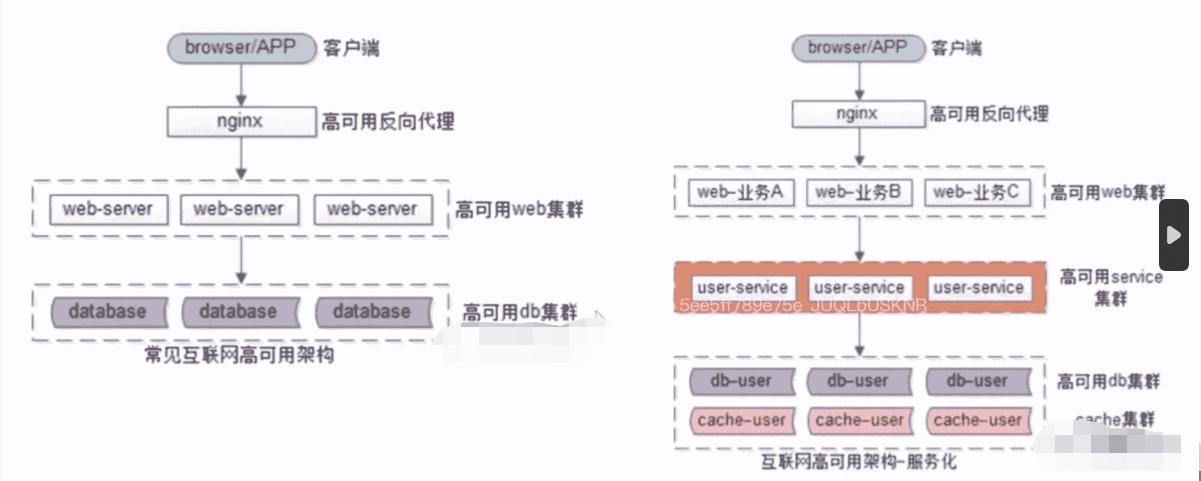 browser/APP 客户端
nginx 高可用反向代理
web-server web-server web-server 高可用web集群
database database database 高可用db集群
常见互联网高可用架构
browser/APP 客户端
nginx 高可用反向代理
web-业务A web-业务B web-业务C 高可用web集群
user-service user-service user-service 高可用service
集群
5ee5ff789e75e JUQLbUSKNR
db-user db-user db-user 高可用db集群
cache-user cache-user cache-user cache集群
互联网高可用架构-服务化